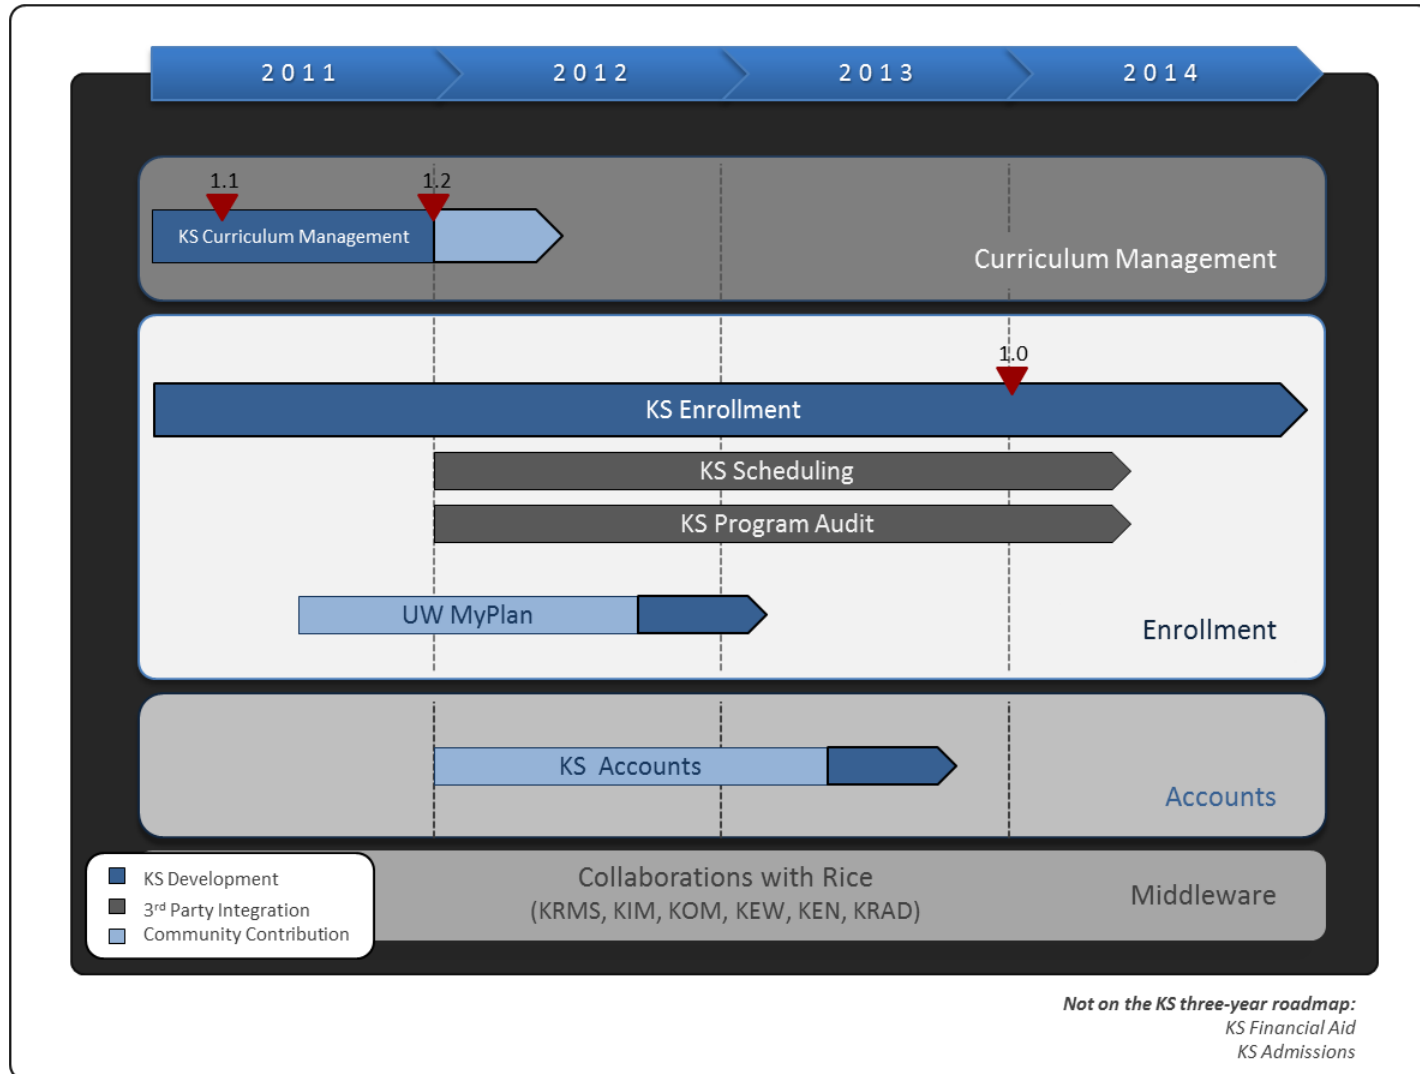 2011 2012 2013 2014
1.1 1.2
KS Curriculum Management
Curriculum Management
1.0
KS Enrollment
KS Scheduling
KS Program Audit
UW MyPlan
Enrollment
KS Accounts
Accounts
KS Development
3rd Party Integration
Community Contribution
Collaborations with Rice
(KRMS, KIM, KOM, KEW, KEN, KRAD)
Middleware
Not on the KS three-year roadmap:
KS Financial Aid
KS Admissions